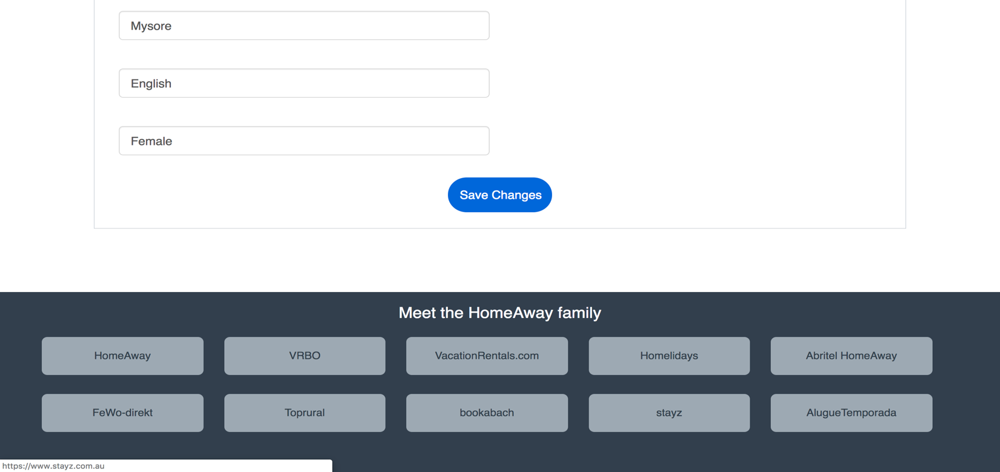 Mysore
English
Female
Save Changes
Meet the HomeAway family
HomeAway VRBO VacationRentals.com Homelidays Abritel HomeAway
FeWo-direkt Toprural bookabach stayz AlugueTemporada
https://www.stayz.com.au